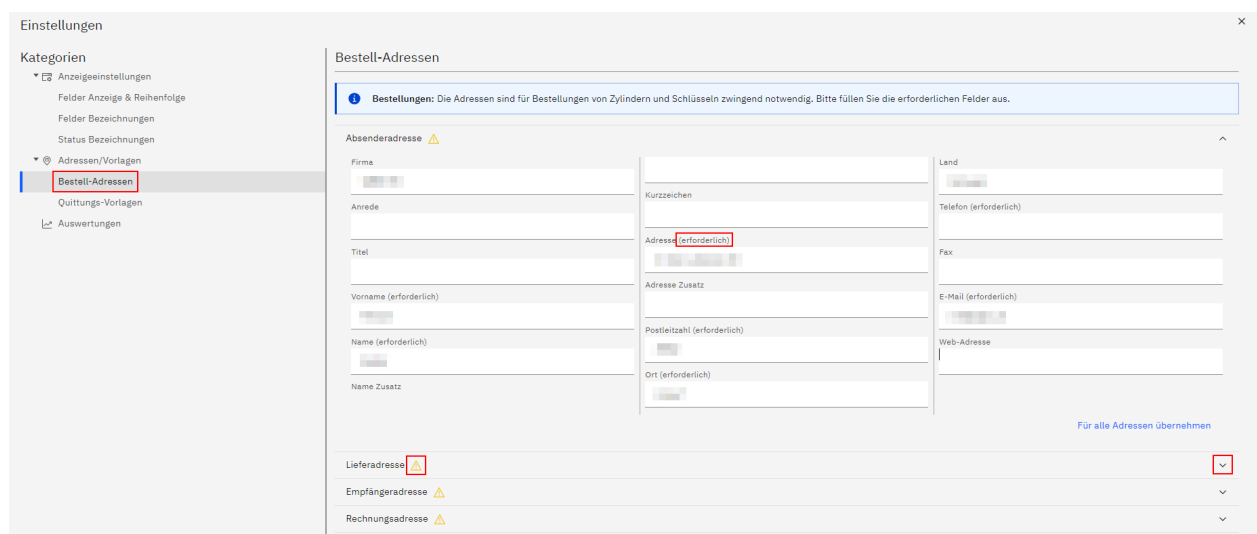 Einstellungen
Kategorien
Anzeigeeinstellungen
Felder Anzeige & Reihenfolge
Felder Bezeichnungen
Status Bezeichnungen
Adressen/Vorlagen
Bestell-Adressen
Quittungs-Vorlagen
Auswertungen
Bestell-Adressen
Bestellungen: Die Adressen sind für Bestellungen von Zylindern und Schlüsseln zwingend notwendig. Bitte füllen Sie die erforderlichen Felder aus.
Absenderadresse
Firma
Anrede
Titel
Vorname (erforderlich)
Name (erforderlich)
Name Zusatz
Kurzzeichen
Adresse (erforderlich)
Adresse Zusatz
Postleitzahl (erforderlich)
Ort (erforderlich)
Land
Telefon (erforderlich)
Fax
E-Mail (erforderlich)
Web-Adresse
Für alle Adressen übernehmen
Lieferadresse
Empfängeradresse
Rechnungsadresse